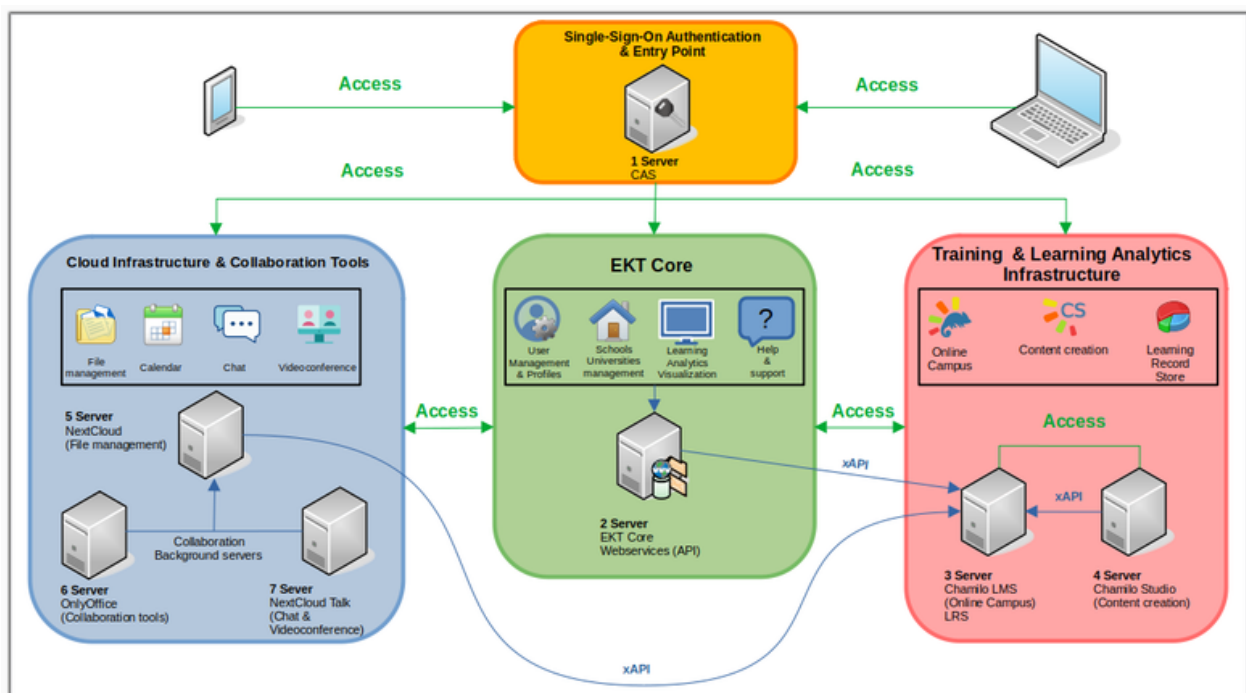 Single-Sign-On Authentication
& Entry Point
Access
Access
1 Server
CAS
Access
Access
Cloud Infrastructure & Collaboration Tools
File
management
Calendar
Chat
Videoconference
5 Server
NextCloud
(File management)
Collaboration
Background servers
6 Server
OnlyOffice
(Collaboration tools)
7 Sever
NextCloud Talk
(Chat &
Videoconference)
Access
EKT Core
User
Management
& Profiles
Schools
Universities
management
Learning
Analytics
Visualization
?
Help
&
support
2 Server
EKT Core
Webservices (API)
Access
xAPI
xAPI
Training & Learning Analytics
Infrastructure
Online
Campus
CS
Content creation
Learning
Record
Store
Access
xAPI
3 Server
Chamilo LMS
(Online Campus)
LRS
4 Server
Chamilo Studio
(Content creation)